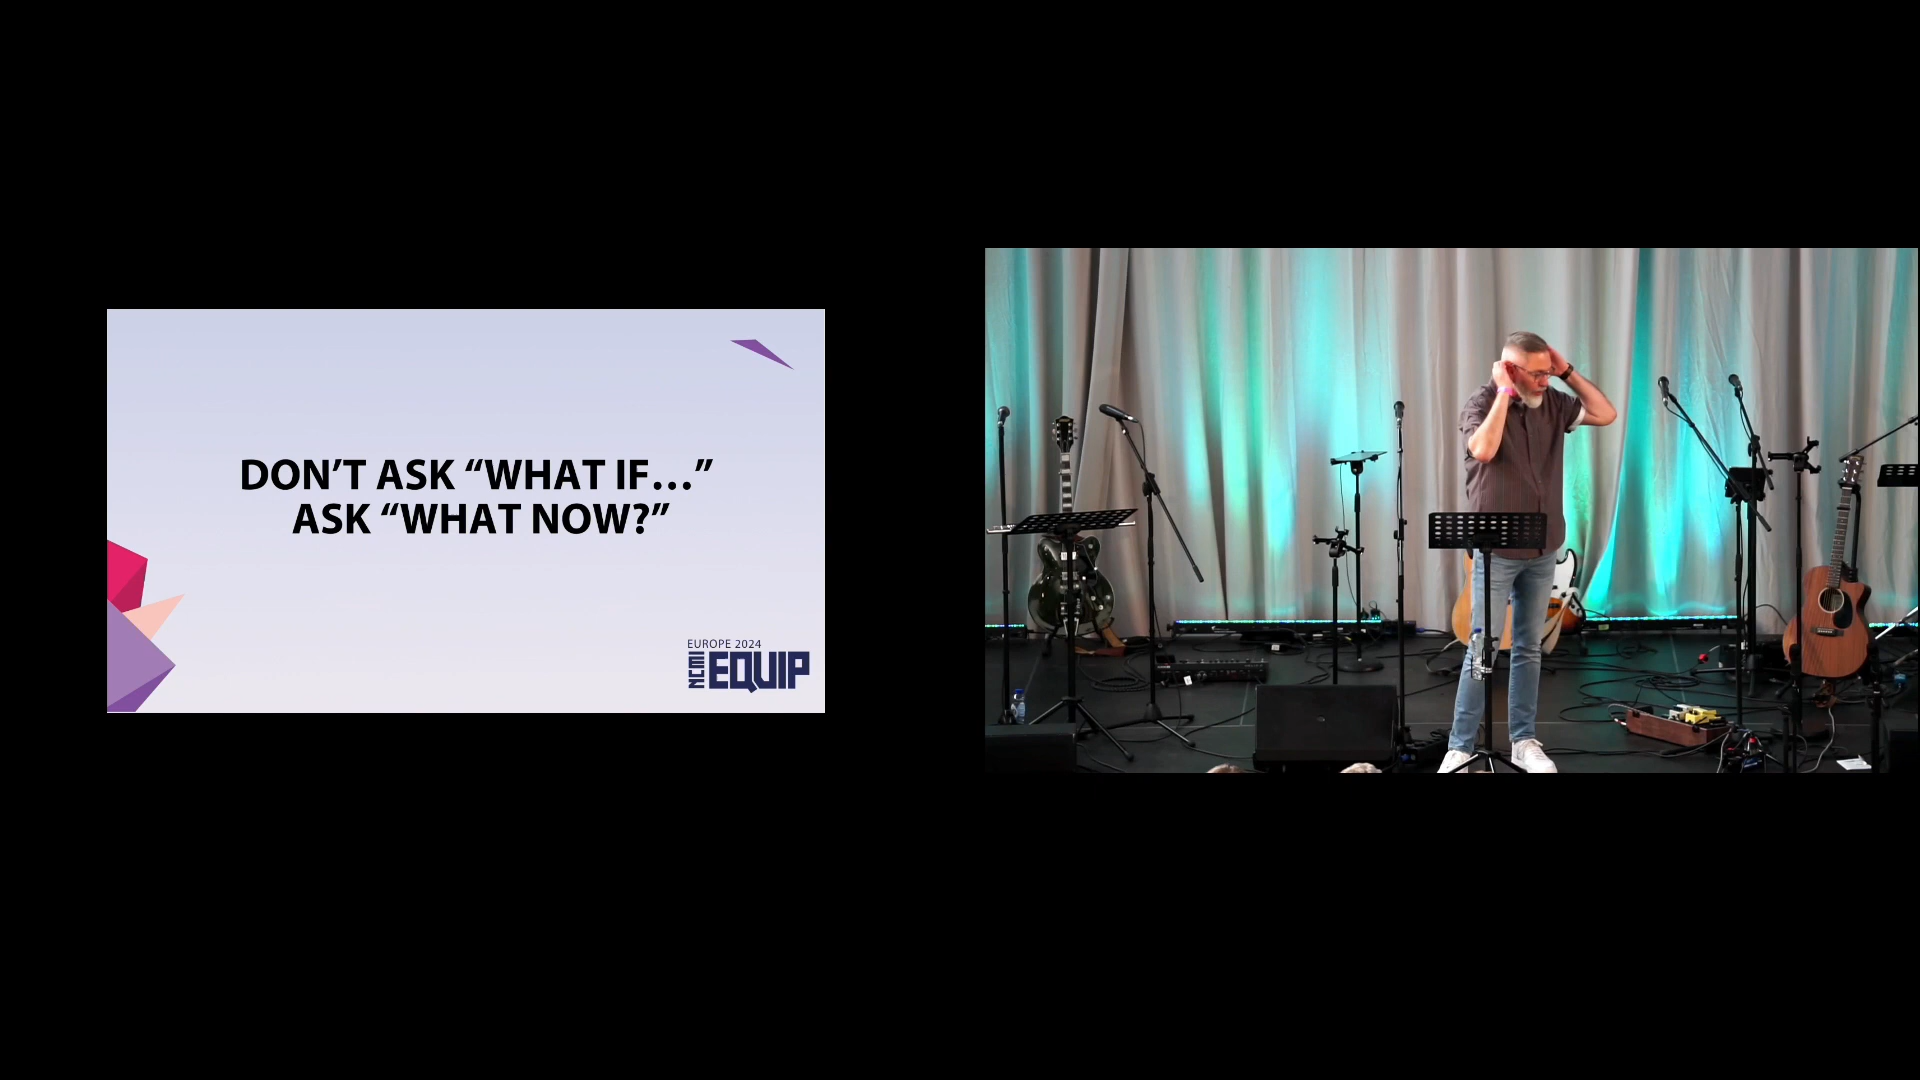 DON’T ASK “WHAT IF...”
ASK “WHAT NOW?”
EUROPE 2024
NCMI EQUIP